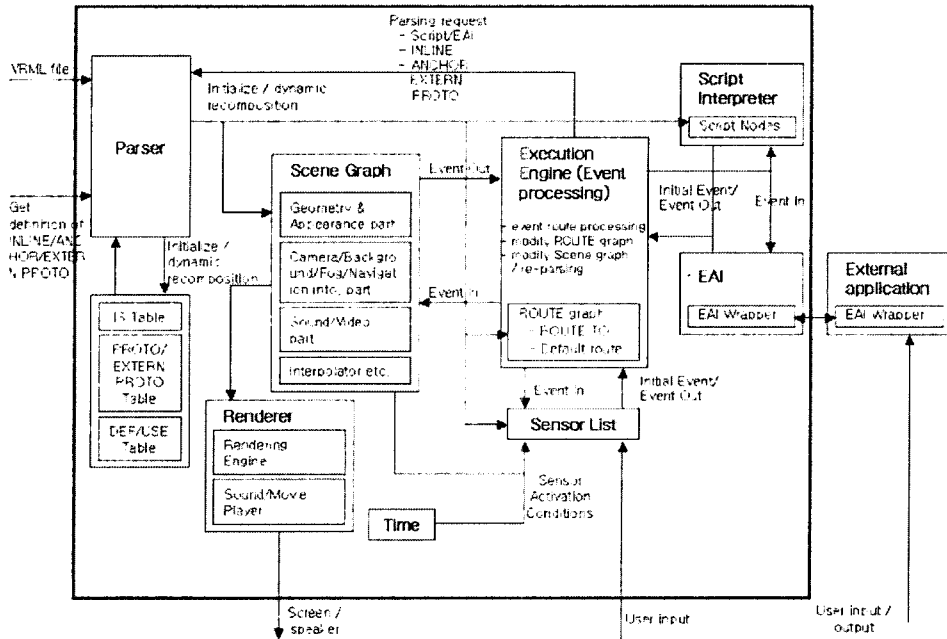 Parsing request
- Script/EAI
- INLINE
- ANCHOR
EXTERN
PROTO
VRML file
Initialize / dynamic
recomposition
Parser
Script
Interpreter
Script Nodes
Scene Graph
Event Out
Execution
Engine (Event
processing)
Initial Event/
Event Out
Event In
Geometry &
Appearance part
- event route processing
- modify ROUTE graph
- modify Scene graph
/ re-parsing
Get
definition of
INLINE/ANC
HOR/EXTER
N PROTO
Initialize /
dynamic
recomposition
Camera/Backgro
und/Fog/Navigat
ion info, part
Event In
- EAI
EAI Wrapper
External
application
EAI Wrapper
IS Table
PROTO/
EXTERN
PROTO
Table
DEF/USE
Table
Sound/Video
part
Interpolator etc.
ROUTE graph
- ROUTE TO
- Default route
Event In
Initial Event/
Event Out
Renderer
Rendering
Engine
Sound/Movie
Player
Sensor List
Time
Sensor
Activation
Conditions
Screen /
speaker
User input
User input /
output